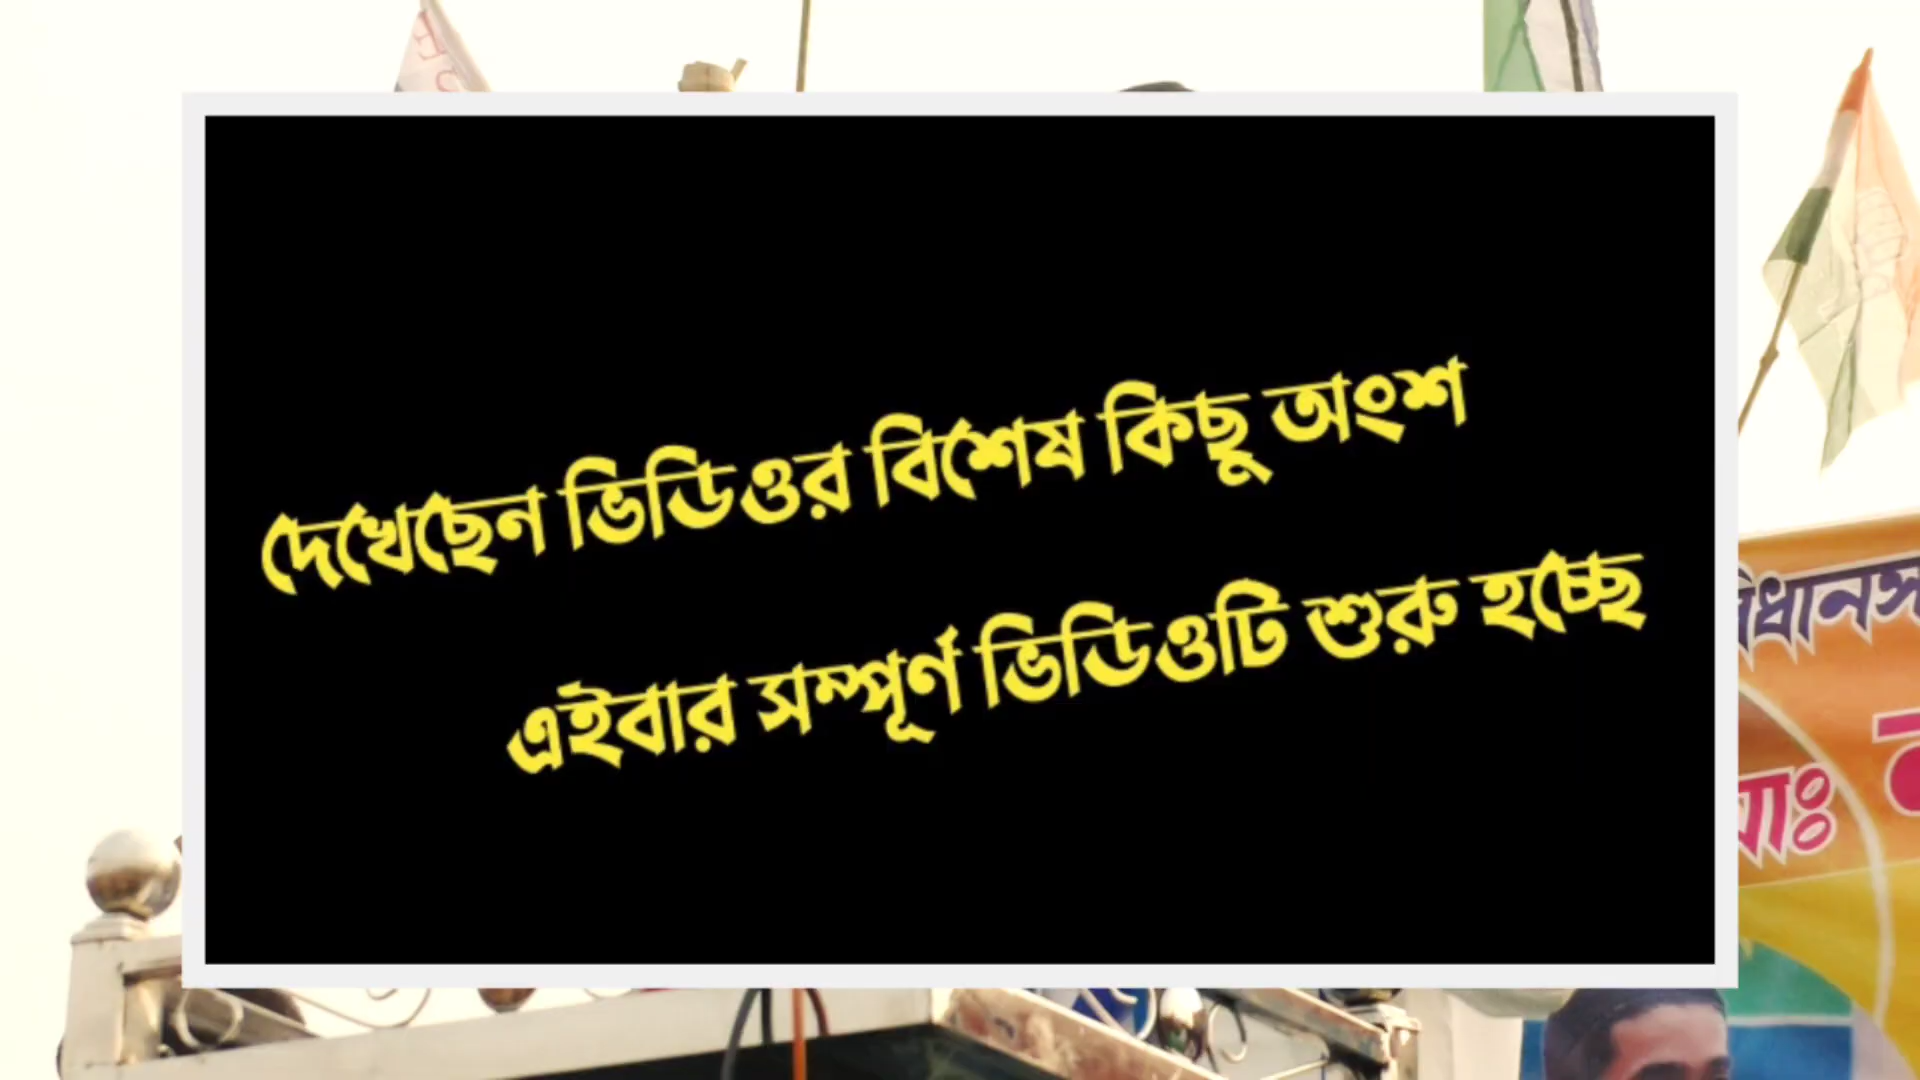 দেখেছেন ভিডিওর বিশেষ কিছু অংশ
এইবার সম্পূর্ণ ভিডিওটি শুরু হচ্ছে